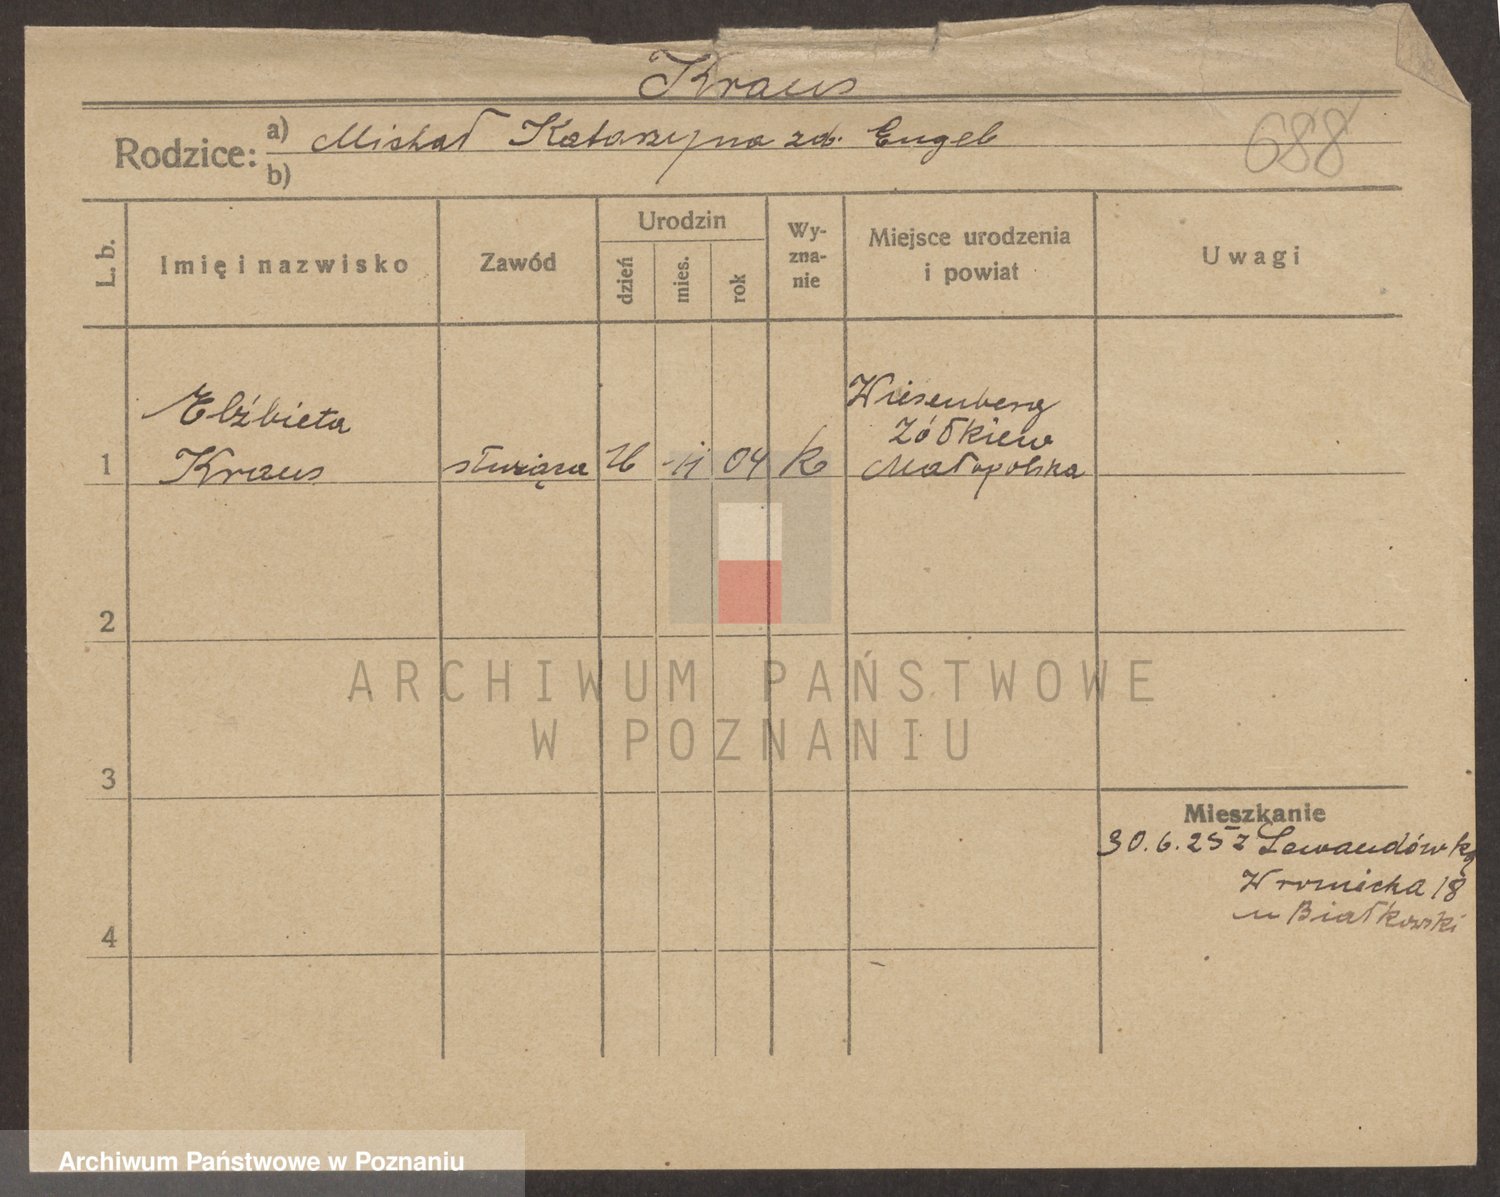 Kraus
Rodzice: a) Michał Katarzyna zd. Engel
b)
688
L. b. Imię i nazwisko Zawód Urodzin dzień mies. rok Wy-zna-nie Miejsce urodzenia i powiat Uwagi
Elżbieta
Kraus
1 służąca 11 04 k
Wiesenberg
Żółkiew
Małopolska
2
3
4
Mieszkanie
30.6.25 z Lewandówka
Wroniecka 18
u Białkowski
ARCHIWUM PAŃSTWOWE
W POZNANIU
Archiwum Państwowe w Poznaniu